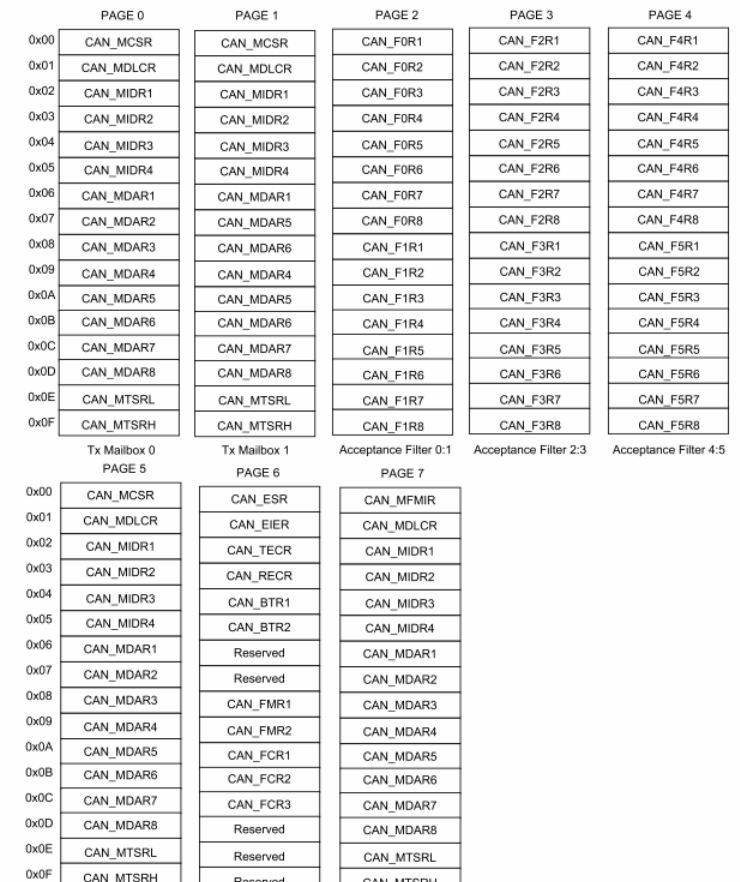 PAGE 0 PAGE 1 PAGE 2 PAGE 3 PAGE 4
0x00 CAN_MCSR CAN_MCSR CAN_F0R1 CAN_F2R1 CAN_F4R1
0x01 CAN_MDLCR CAN_MDLCR CAN_F0R2 CAN_F2R2 CAN_F4R2
0x02 CAN_MIDR1 CAN_MIDR1 CAN_F0R3 CAN_F2R3 CAN_F4R3
0x03 CAN_MIDR2 CAN_MIDR2 CAN_F0R4 CAN_F2R4 CAN_F4R4
0x04 CAN_MIDR3 CAN_MIDR3 CAN_F0R5 CAN_F2R5 CAN_F4R5
0x05 CAN_MIDR4 CAN_MIDR4 CAN_F0R6 CAN_F2R6 CAN_F4R6
0x06 CAN_MDAR1 CAN_MDAR1 CAN_F0R7 CAN_F2R7 CAN_F4R7
0x07 CAN_MDAR2 CAN_MDAR5 CAN_F0R8 CAN_F2R8 CAN_F4R8
0x08 CAN_MDAR3 CAN_MDAR6 CAN_F1R1 CAN_F3R1 CAN_F5R1
0x09 CAN_MDAR4 CAN_MDAR4 CAN_F1R2 CAN_F3R2 CAN_F5R2
0x0A CAN_MDAR5 CAN_MDAR5 CAN_F1R3 CAN_F3R3 CAN_F5R3
0x0B CAN_MDAR6 CAN_MDAR6 CAN_F1R4 CAN_F3R4 CAN_F5R4
0x0C CAN_MDAR7 CAN_MDAR7 CAN_F1R5 CAN_F3R5 CAN_F5R5
0x0D CAN_MDAR8 CAN_MDAR8 CAN_F1R6 CAN_F3R6 CAN_F5R6
0x0E CAN_MTSRL CAN_MTSRL CAN_F1R7 CAN_F3R7 CAN_F5R7
0x0F CAN_MTSRH CAN_MTSRH CAN_F1R8 CAN_F3R8 CAN_F5R8
Tx Mailbox 0 Tx Mailbox 1 Acceptance Filter 0:1 Acceptance Filter 2:3 Acceptance Filter 4:5
PAGE 5 PAGE 6 PAGE 7
0x00 CAN_MCSR CAN_ESR CAN_MFMIR
0x01 CAN_MDLCR CAN_EIER CAN_MDLCR
0x02 CAN_MIDR1 CAN_TECR CAN_MIDR1
0x03 CAN_MIDR2 CAN_RECR CAN_MIDR2
0x04 CAN_MIDR3 CAN_BTR1 CAN_MIDR3
0x05 CAN_MIDR4 CAN_BTR2 CAN_MIDR4
0x06 CAN_MDAR1 Reserved CAN_MDAR1
0x07 CAN_MDAR2 Reserved CAN_MDAR2
0x08 CAN_MDAR3 CAN_FMR1 CAN_MDAR3
0x09 CAN_MDAR4 CAN_FMR2 CAN_MDAR4
0x0A CAN_MDAR5 CAN_FCR1 CAN_MDAR5
0x0B CAN_MDAR6 CAN_FCR2 CAN_MDAR6
0x0C CAN_MDAR7 CAN_FCR3 CAN_MDAR7
0x0D CAN_MDAR8 Reserved CAN_MDAR8
0x0E CAN_MTSRL Reserved CAN_MTSRL
0x0F CAN_MTSRH Reserved CAN_MTSRH